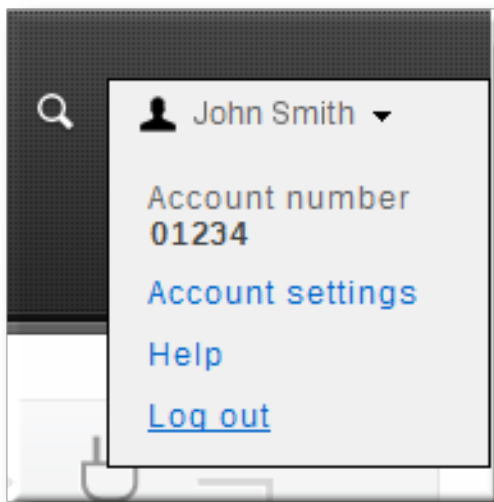 John Smith
Account number
01234
Account settings
Help
Log out